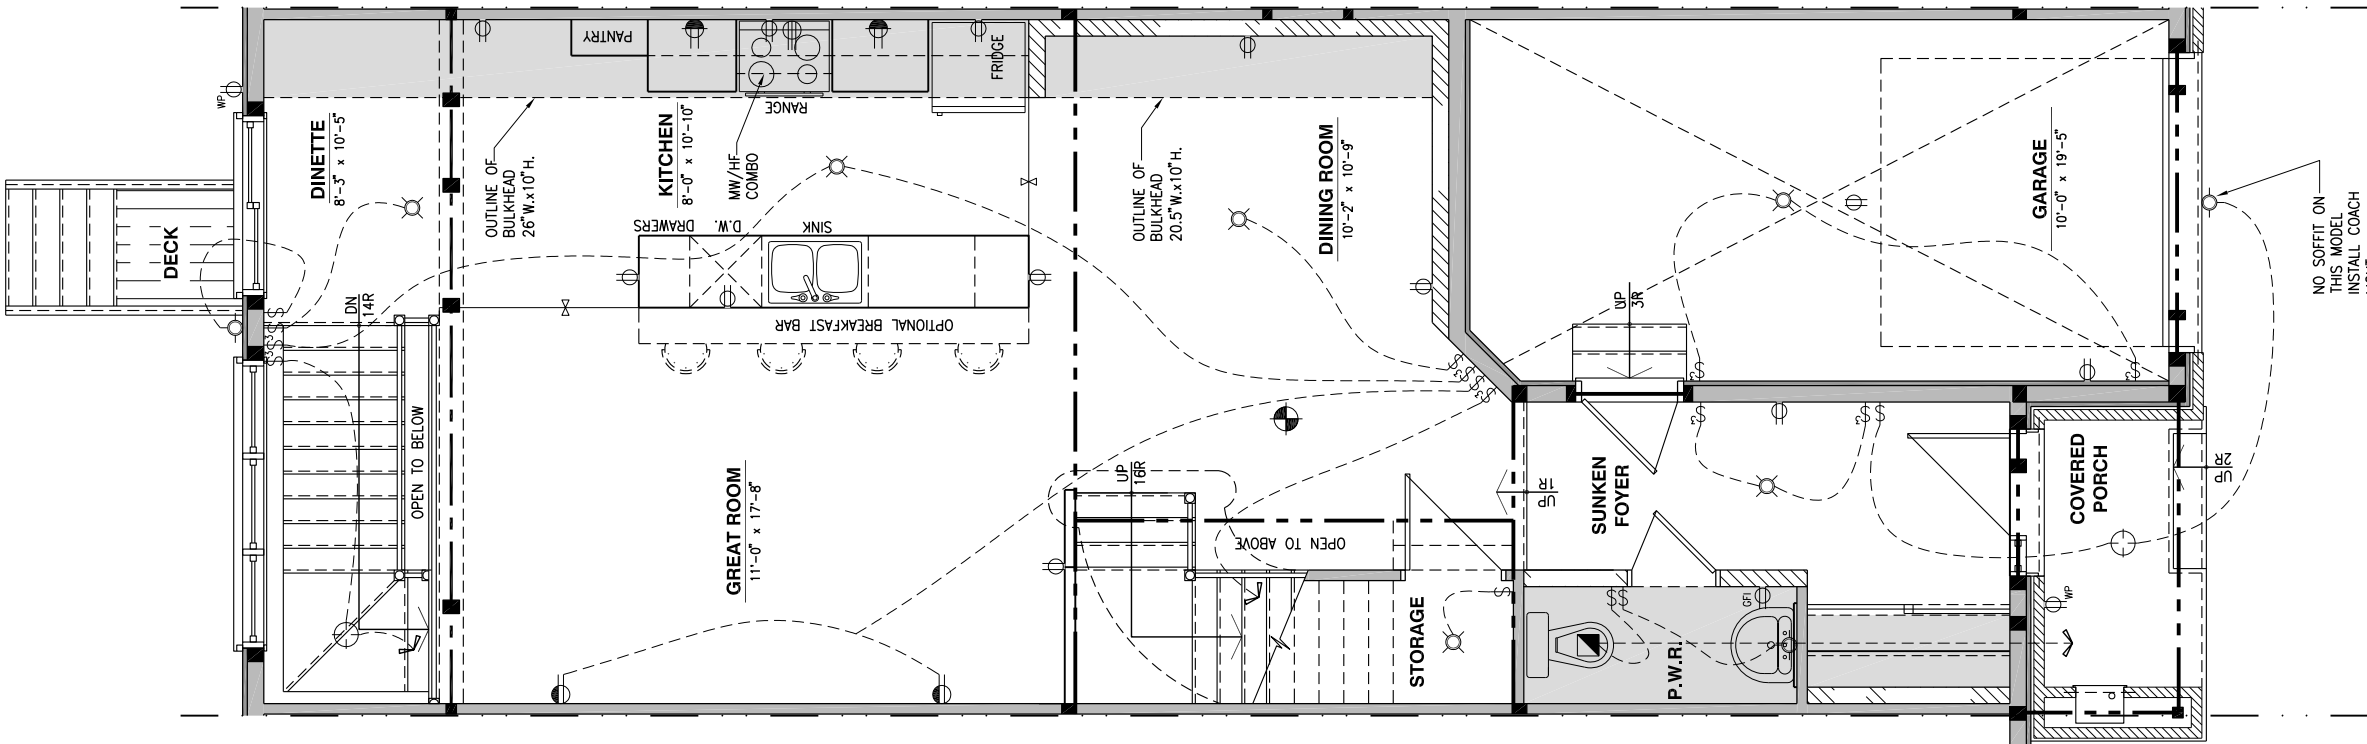 DECK
DINETTE
8'-3" x 10'-5"
WP
DN
14R
OPEN TO BELOW
OUTLINE OF
BULKHEAD
26"W.x10"H.
PANTRY
KITCHEN
8'-0" x 10'-10"
MW/HF
COMBO
RANGE
FRIDGE
DRAWERS
D.W.
SINK
OPTIONAL BREAKFAST BAR
GREAT ROOM
11'-0" x 17'-8"
OUTLINE OF
BULKHEAD
20.5"W.x10"H.
DINING ROOM
10'-2" x 10'-9"
UP
16R
OPEN TO ABOVE
STORAGE
UP
1R
P.W.R.
GFI
SUNKEN
FOYER
UP
3R
GARAGE
10'-0" x 19'-5"
COVERED
PORCH
WP
UP
2R
NO SOFFIT ON
THIS MODEL
INSTALL COACH